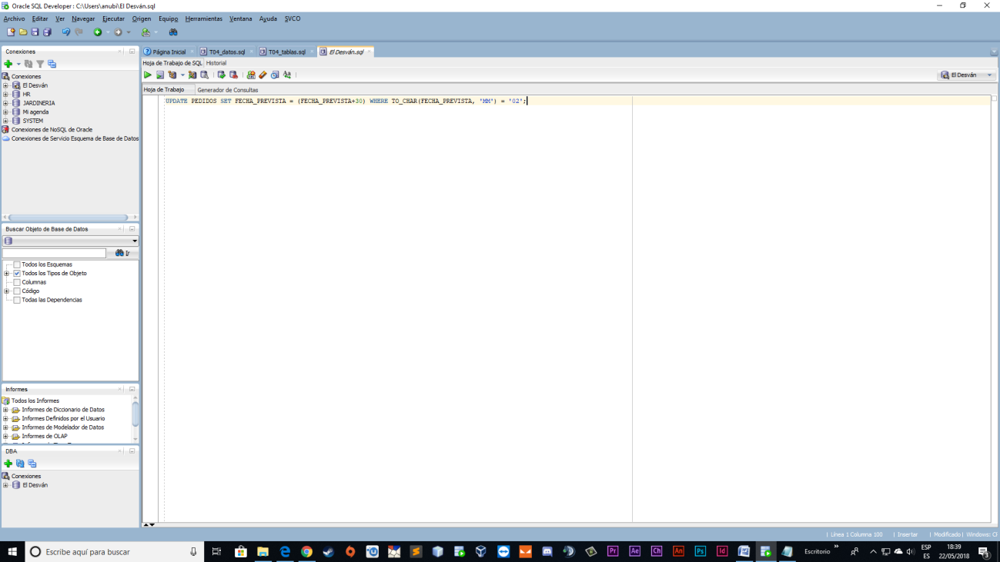 Oracle SQL Developer : C:\Users\anubi\El Desván.sql
Archivo Editar Ver Navegar Ejecutar Origen Equipo Herramientas Ventana Ayuda SVCO
Conexiones
Conexiones
El Desván
HR
JARDINERIA
Mi agenda
SYSTEM
Conexiones de NoSQL de Oracle
Conexiones de Servicio Esquema de Base de Datos
Buscar Objeto de Base de Datos
Ir
Todos los Esquemas
Todos los Tipos de Objeto
Columnas
Código
Todas las Dependencias
Informes
Todos los Informes
Informes de Diccionario de Datos
Informes Definidos por el Usuario
Informes de Modelador de Datos
Informes de OLAP
DBA
Conexiones
El Desván
Página Inicial T04_datos.sql T04_tablas.sql El Desván.sql
Hoja de Trabajo de SQL Historial
El Desván
Hoja de Trabajo Generador de Consultas
UPDATE PEDIDOS SET FECHA_PREVISTA = (FECHA_PREVISTA+30) WHERE TO_CHAR(FECHA_PREVISTA, 'MM') = '02';
| Línea 1 Columna 100 | Insertar | Modificado | Windows:
Escribe aquí para buscar
Pr Ae Ch An Ps Id
Escritorio
ESP
ES
18:39
22/05/2018
3